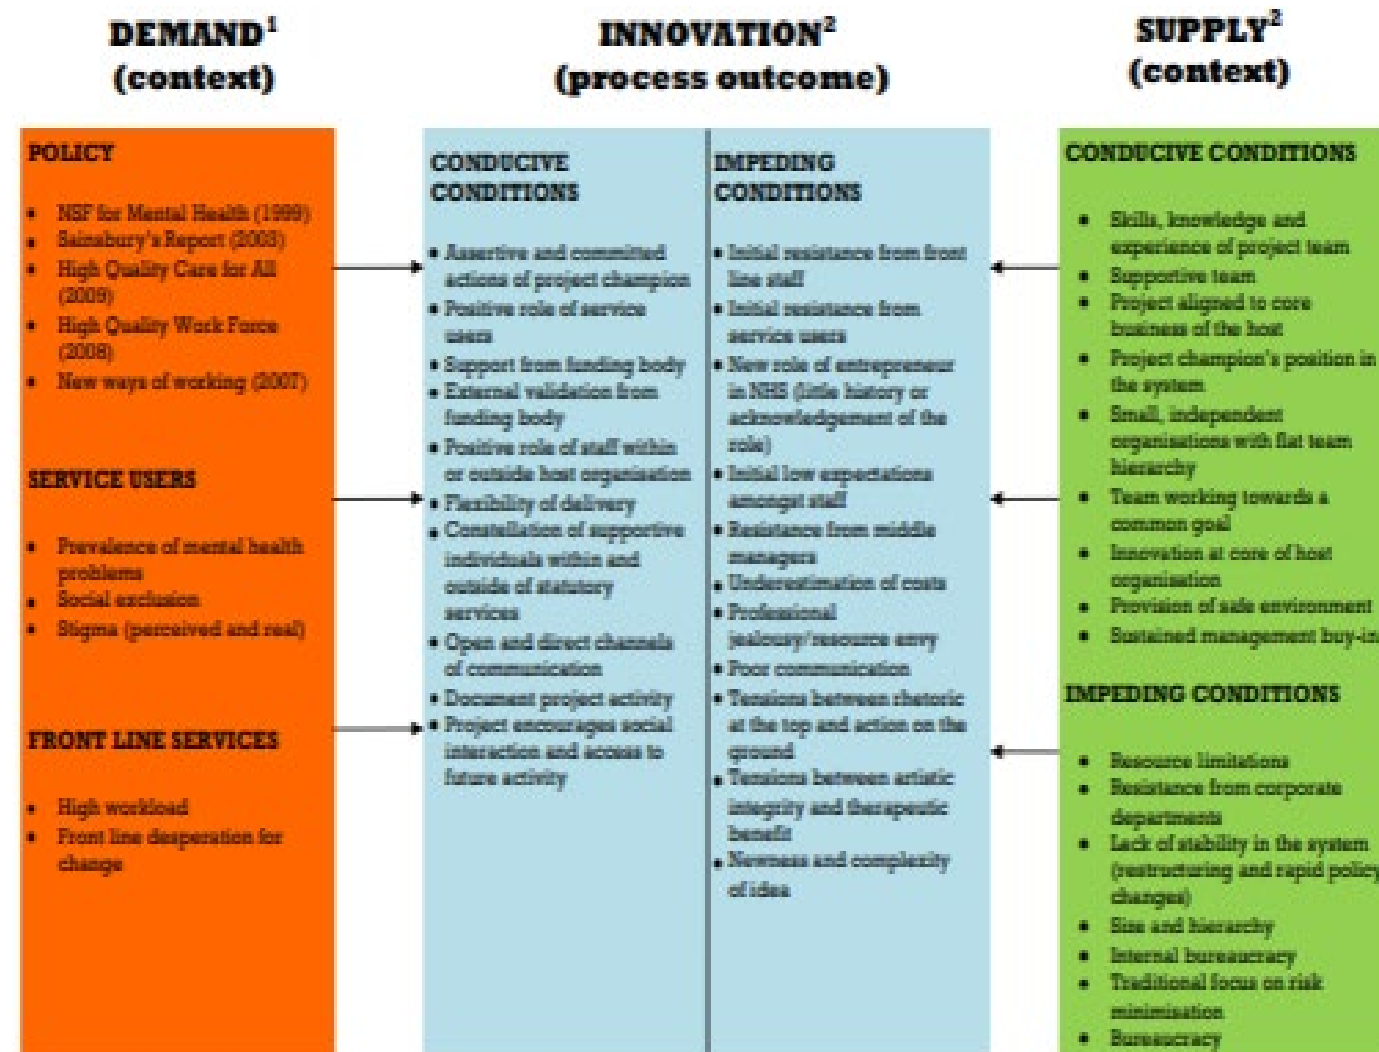 DEMAND¹
(context)
INNOVATION²
(process outcome)
SUPPLY²
(context)
POLICY
• NSF for Mental Health (1999)
• Sainsbury's Report (2003)
• High Quality Care for All
(2009)
• High Quality Work Force
(2008)
• New ways of working (2007)
SERVICE USERS
• Prevalence of mental health
problems
• Social exclusion
• Stigma (perceived and real)
FRONT LINE SERVICES
• High workload
• Front line desperation for
change
CONDUCIVE
CONDITIONS
• Assertive and committed
actions of project champion
• Positive role of service
users
• Support from funding body
• External validation from
funding body
• Positive role of staff within
or outside host organisation
• Flexibility of delivery
• Constellation of supportive
individuals within and
outside of statutory
services
• Open and direct channels
of communication
• Document project activity
• Project encourages social
interaction and access to
future activity
IMPEDING
CONDITIONS
• Initial resistance from front
line staff
• Initial resistance from
service users
• New role of entrepreneur
in NHS (little history or
acknowledgement of the
role)
• Initial low expectations
amongst staff
• Resistance from middle
managers
• Underestimation of costs
• Professional
jealousy/resource envy
• Poor communication
• Tensions between rhetoric
at the top and action on the
ground
• Tensions between artistic
integrity and therapeutic
benefit
• Newness and complexity
of idea
CONDUCIVE CONDITIONS
• Skills, knowledge and
experience of project team
• Supportive team
• Project aligned to core
business of the host
• Project champion's position in
the system
• Small, independent
organisations with flat team
hierarchy
• Team working towards a
common goal
• Innovation at core of host
organisation
• Provision of safe environment
• Sustained management buy-in
IMPEDING CONDITIONS
• Resource limitations
• Resistance from corporate
departments
• Lack of stability in the system
(restructuring and rapid policy
changes)
• Size and hierarchy
• Internal bureaucracy
• Traditional focus on risk
minimisation
• Bureaucracy